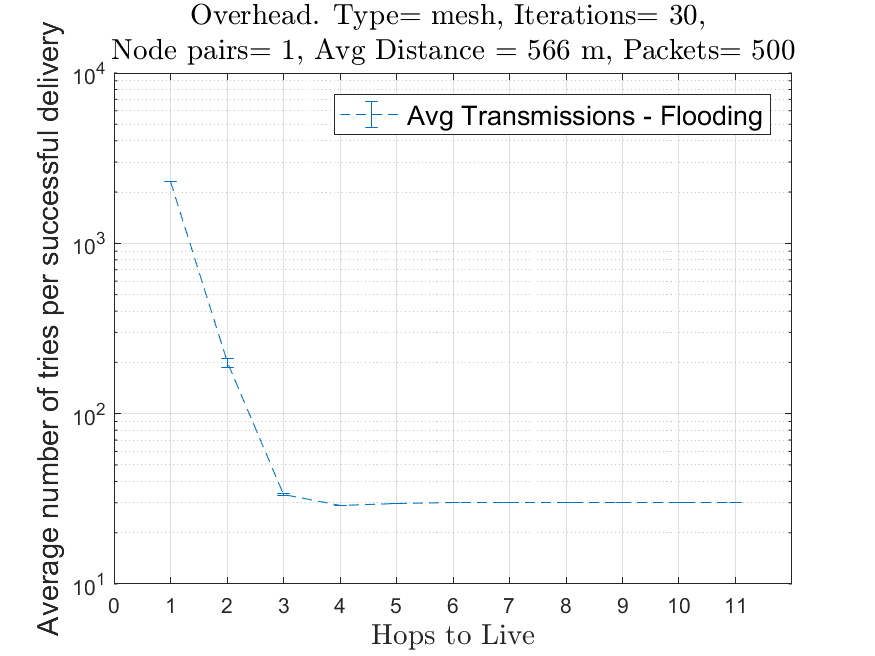 Overhead. Type= mesh, Iterations= 30,
Node pairs= 1, Avg Distance = 566 m, Packets= 500
Avg Transmissions - Flooding
Average number of tries per successful delivery
10^4
10^3
10^2
10^1
0 1 2 3 4 5 6 7 8 9 10 11
Hops to Live